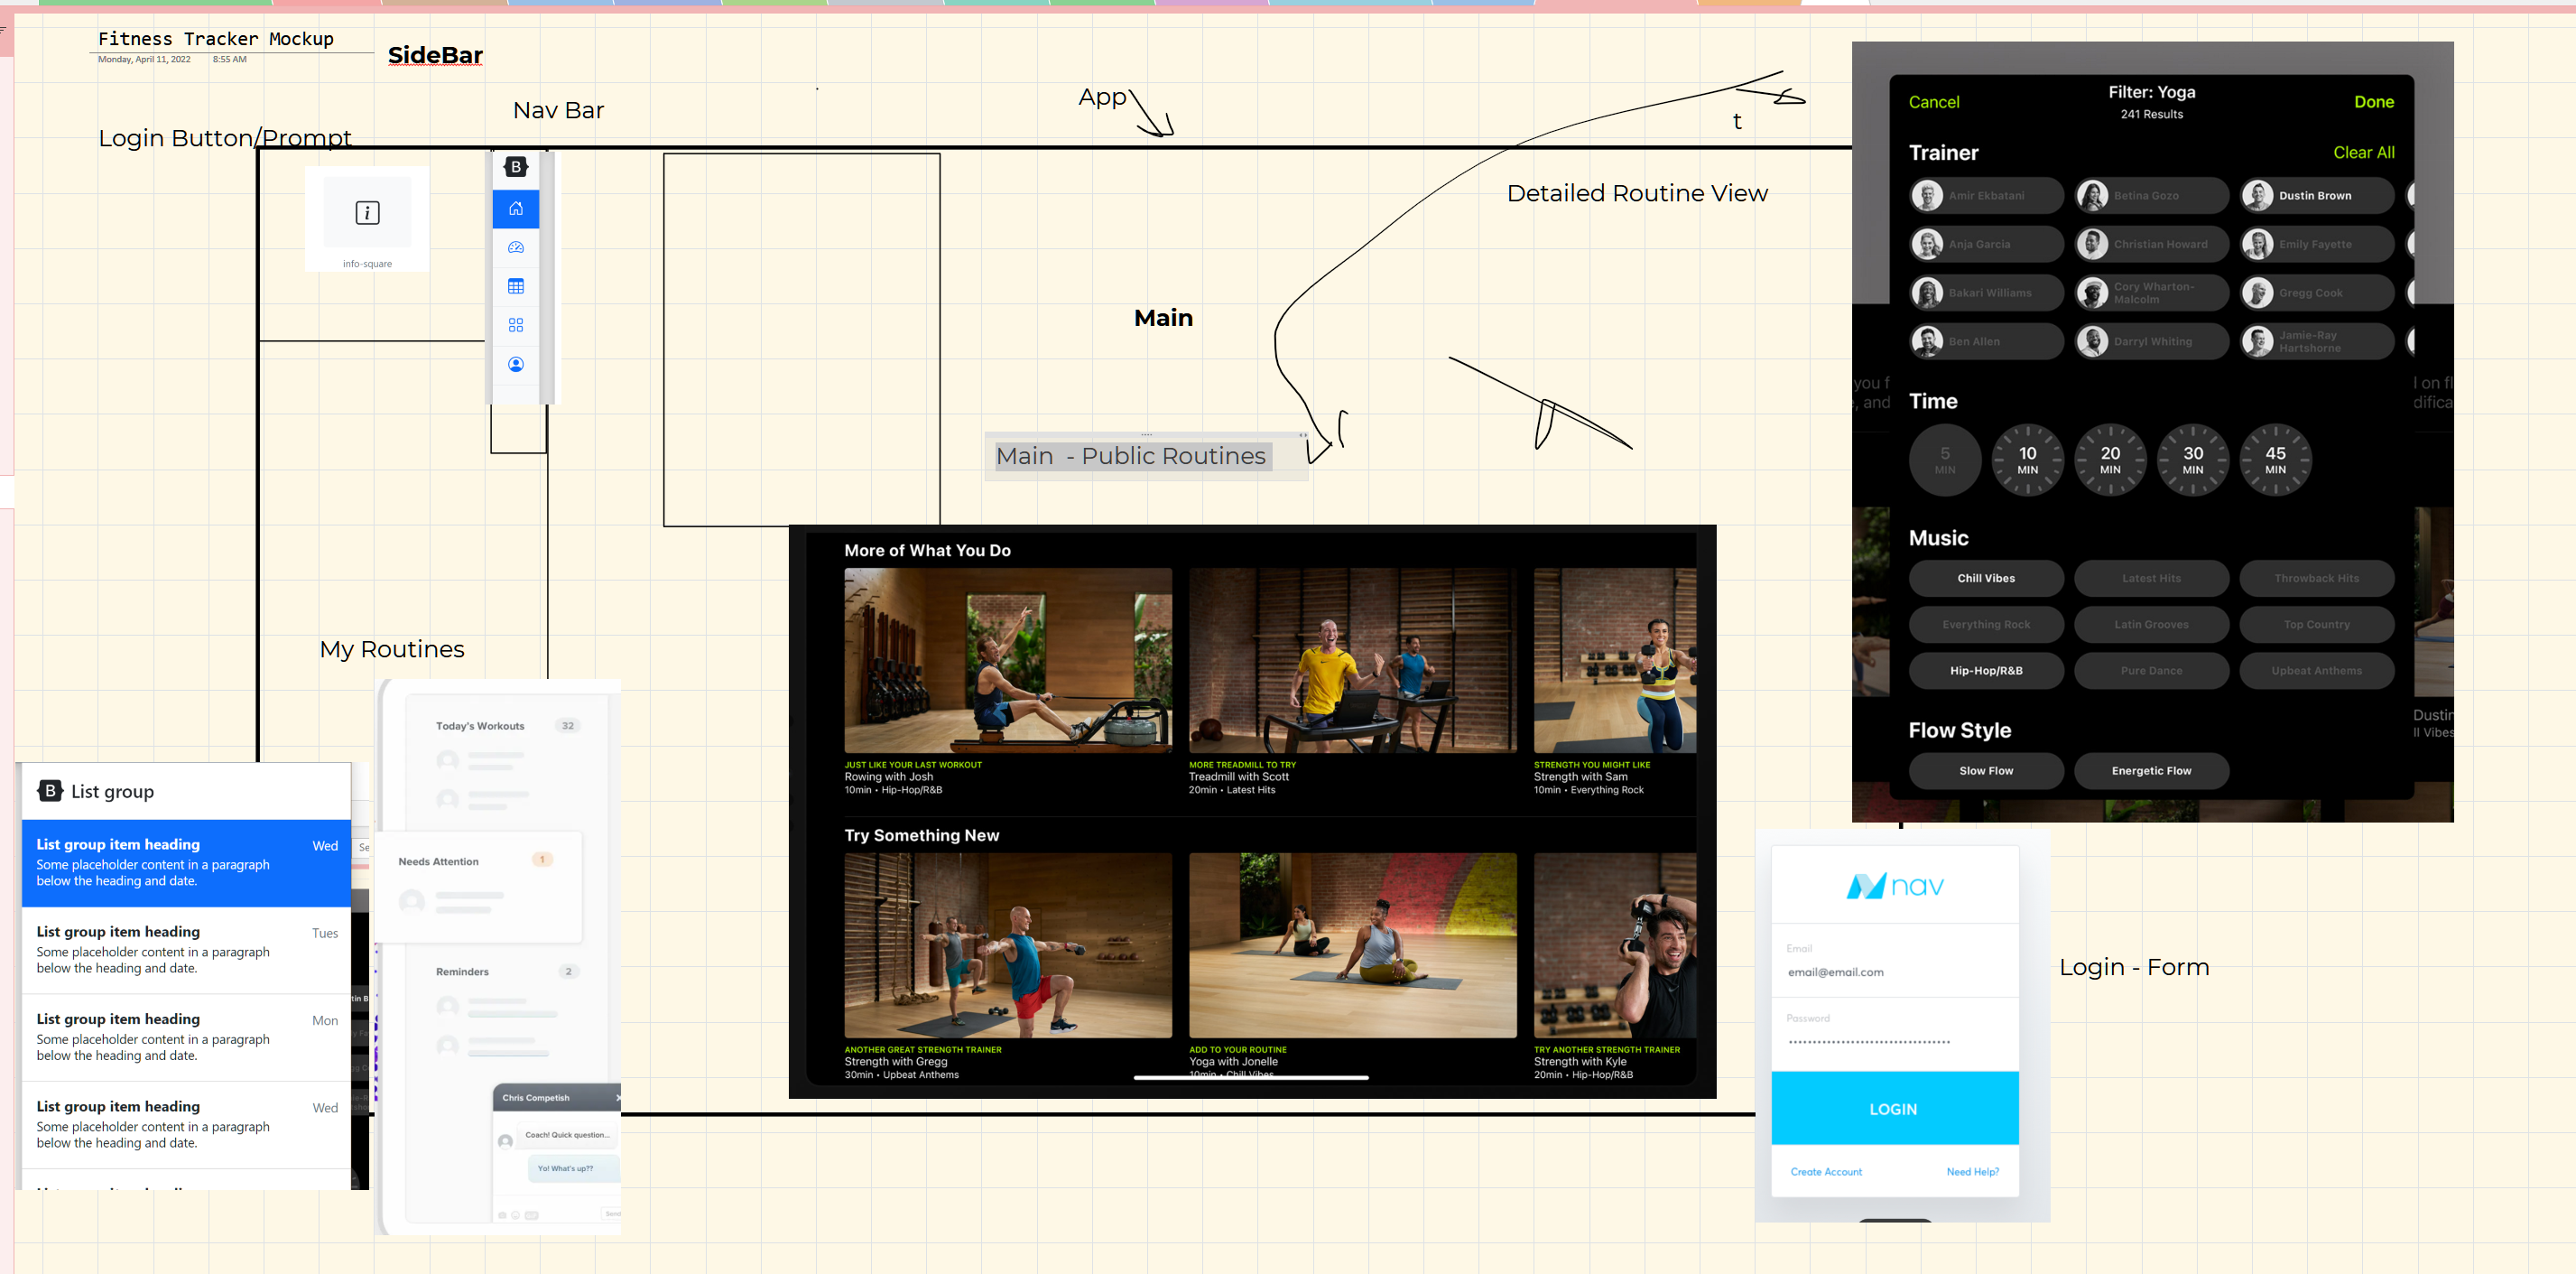 Fitness Tracker Mockup
Monday, April 11, 2022 8:55 AM
SideBar
Nav Bar
Login Button/Prompt
App
t
Detailed Routine View
Main
Main - Public Routines
info-square
B
My Routines
Today's Workouts 32
Needs Attention 1
Reminders 2
Chris Competish
Coach! Quick question...
Yo! What's up??
Send
B List group
List group item heading Wed
Some placeholder content in a paragraph
below the heading and date.
List group item heading Tues
Some placeholder content in a paragraph
below the heading and date.
List group item heading Mon
Some placeholder content in a paragraph
below the heading and date.
List group item heading Wed
Some placeholder content in a paragraph
below the heading and date.
Se
tin B
More of What You Do
JUST LIKE YOUR LAST WORKOUT
Rowing with Josh
10min • Hip-Hop/R&B
MORE TREADMILL TO TRY
Treadmill with Scott
20min • Latest Hits
STRENGTH YOU MIGHT LIKE
Strength with Sam
10min • Everything Rock
Try Something New
ANOTHER GREAT STRENGTH TRAINER
Strength with Gregg
30min • Upbeat Anthems
ADD TO YOUR ROUTINE
Yoga with Jonelle
10min • Chill Vibes
TRY ANOTHER STRENGTH TRAINER
Strength with Kyle
20min • Hip-Hop/R&B
Cancel Filter: Yoga Done
241 Results
Trainer Clear All
Amir Ekbatani Betina Gozo Dustin Brown
Anja Garcia Christian Howard Emily Fayette
Bakari Williams Cory Wharton-Malcolm Gregg Cook
Ben Allen Darryl Whiting Jamie-Ray Hartshorne
you f
, and
l on fl
difica
Time
5 MIN 10 MIN 20 MIN 30 MIN 45 MIN
Music
Chill Vibes Latest Hits Throwback Hits
Everything Rock Latin Grooves Top Country
Hip-Hop/R&B Pure Dance Upbeat Anthems
Flow Style
Slow Flow Energetic Flow
Dustin
ll Vibes
nav
Email
email@email.com
Password
LOGIN
Create Account Need Help?
Login - Form